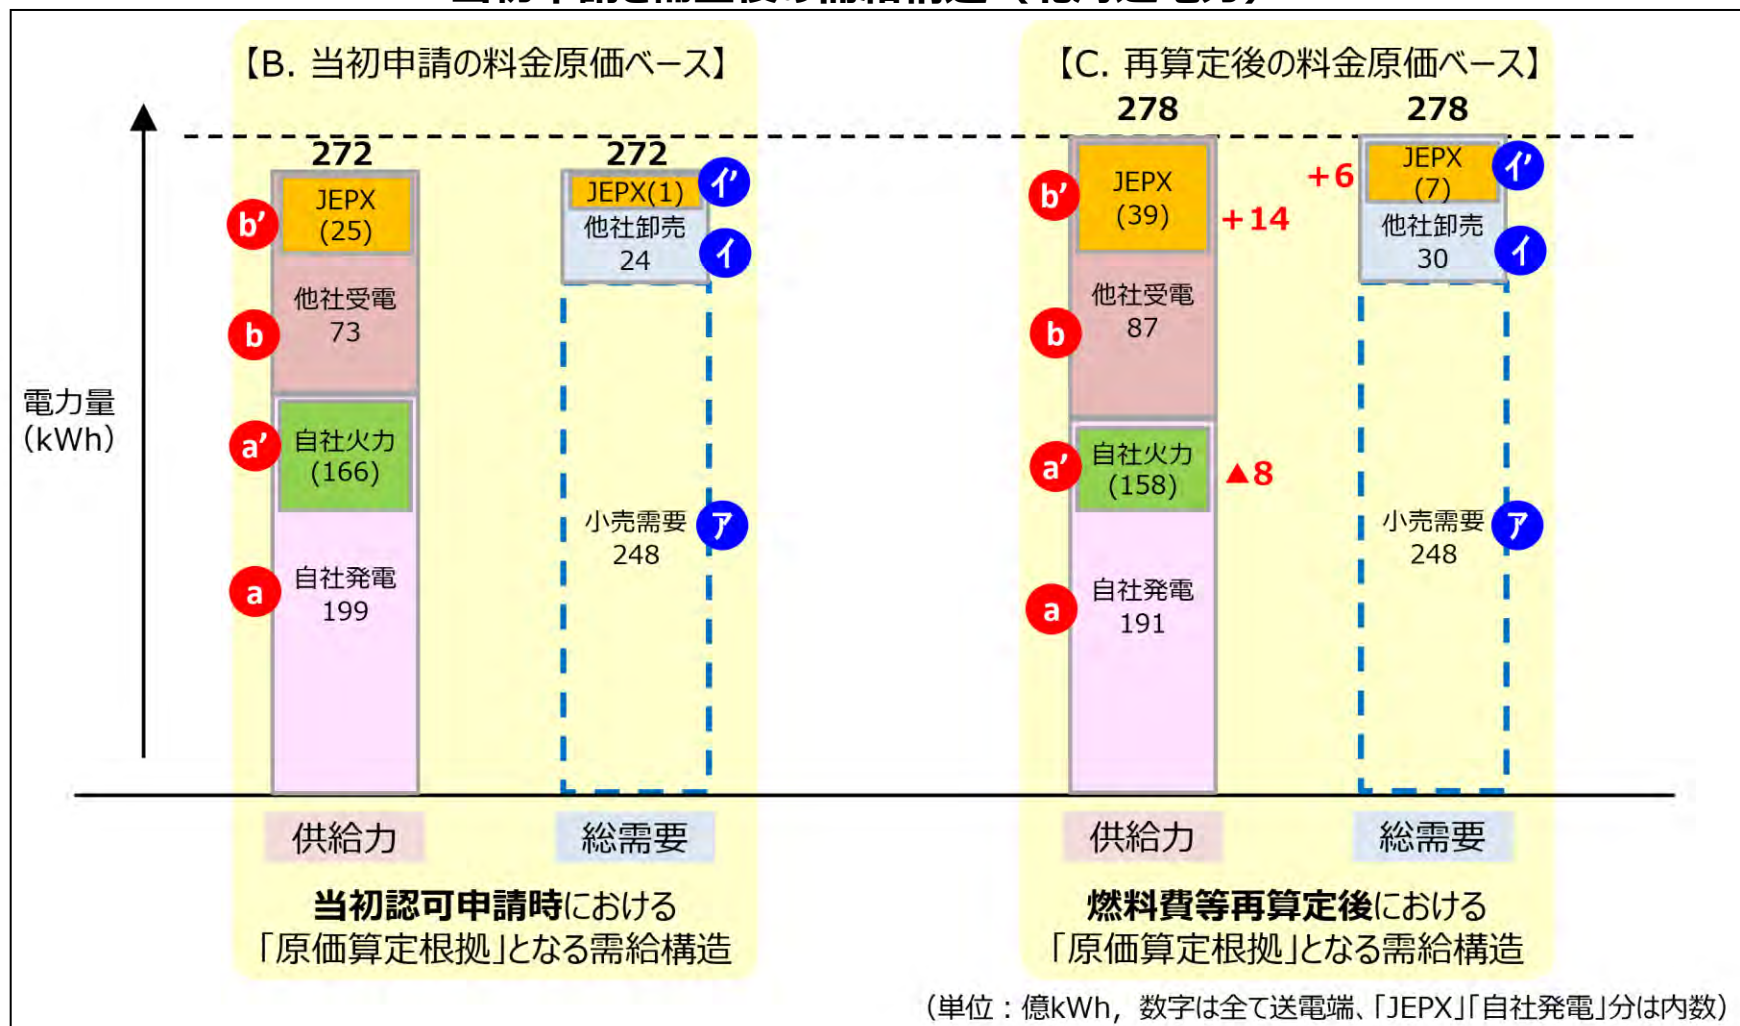 【B. 当初申請の料金原価ベース】
272
272
JEPX
(25)
b’
他社受電
73
b
自社火力
(166)
a’
自社発電
199
a
JEPX(1)
イ’
他社卸売
24
イ
小売需要
248
ア
電力量
(kWh)
供給力
総需要
当初認可申請時における
「原価算定根拠」となる需給構造
【C. 再算定後の料金原価ベース】
278
278
JEPX
(39)
b’
+14
他社受電
87
b
自社火力
(158)
a’
▲8
自社発電
191
a
+6
JEPX
(7)
イ’
他社卸売
30
イ
小売需要
248
ア
供給力
総需要
燃料費等再算定後における
「原価算定根拠」となる需給構造
（単位：億kWh，数字は全て送電端、「JEPX」「自社発電」分は内数）